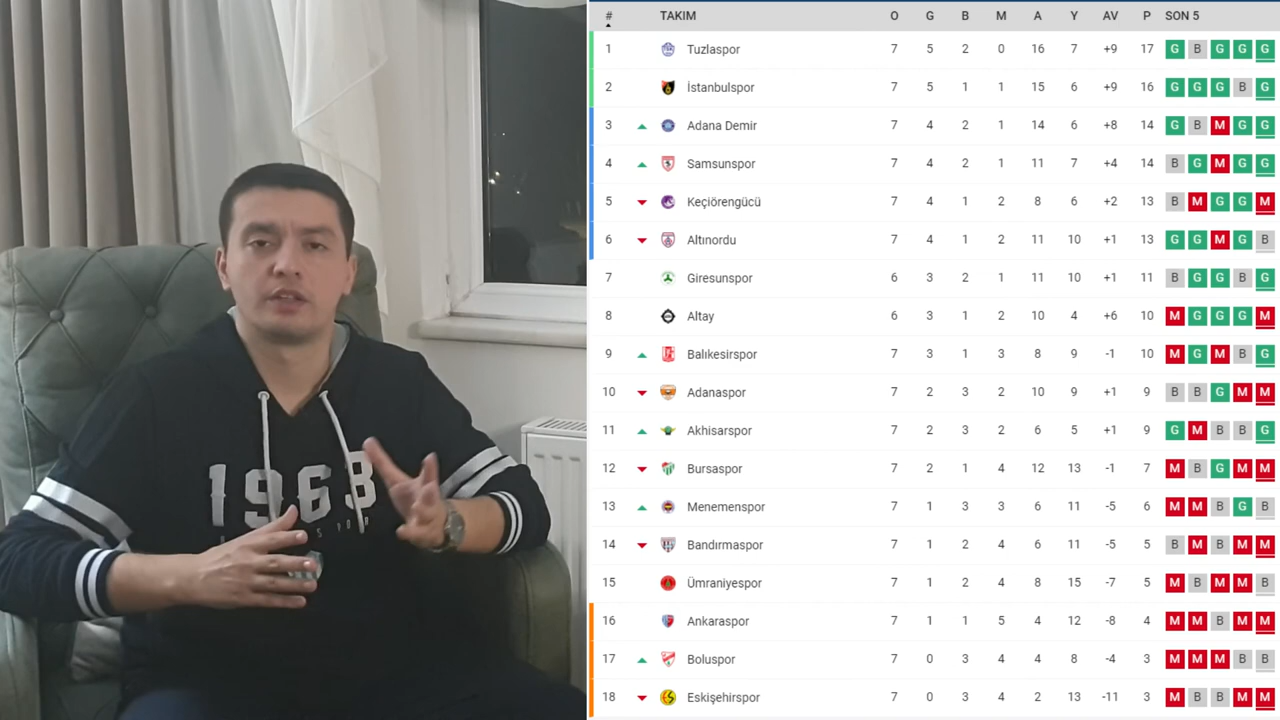 1963
# TAKIM O G B M A Y AV P SON 5
1 Tuzlaspor 7 5 2 0 16 7 +9 17 G B G G G
2 İstanbulspor 7 5 1 1 15 6 +9 16 G G G B G
3 Adana Demir 7 4 2 1 14 6 +8 14 G B M G G
4 Samsunspor 7 4 2 1 11 7 +4 14 B G M G G
5 Keçiörengücü 7 4 1 2 8 6 +2 13 B M G G M
6 Altınordu 7 4 1 2 11 10 +1 13 G G M G B
7 Giresunspor 6 3 2 1 11 10 +1 11 B G G B G
8 Altay 6 3 1 2 10 4 +6 10 M G G G M
9 Balıkesirspor 7 3 1 3 8 9 -1 10 M G M B G
10 Adanaspor 7 2 3 2 10 9 +1 9 B B G M M
11 Akhisarspor 7 2 3 2 6 5 +1 9 G M B B G
12 Bursaspor 7 2 1 4 12 13 -1 7 M B G M M
13 Menemenspor 7 1 3 3 6 11 -5 6 M M B G B
14 Bandırmaspor 7 1 2 4 6 11 -5 5 B M B M M
15 Ümraniyespor 7 1 2 4 8 15 -7 5 M B M M B
16 Ankaraspor 7 1 1 5 4 12 -8 4 M M B M M
17 Boluspor 7 0 3 4 4 8 -4 3 M M M B B
18 Eskişehirspor 7 0 3 4 2 13 -11 3 M B B M M